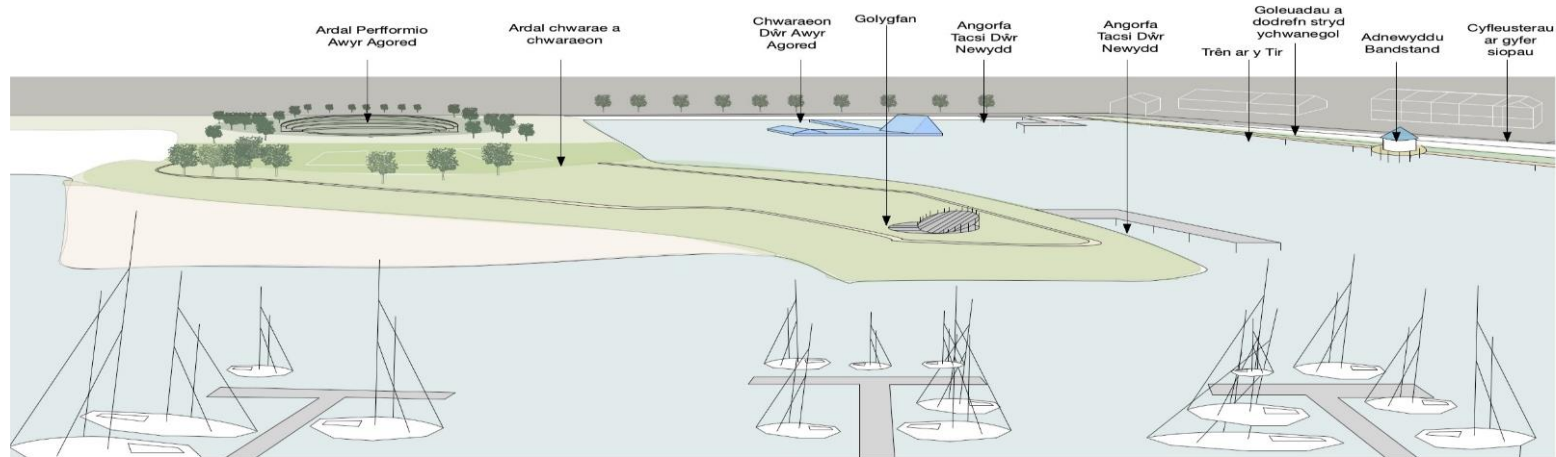 Ardal Perfformio
Awyr Agored
Ardal chwarae a
chwaraeon
Chwaraeon
Dŵr Awyr
Agored
Golygfan
Angorfa
Tacsi Dŵr
Newydd
Angorfa
Tacsi Dŵr
Newydd
Trên ar y Tir
Goleuadau a
dodrefn stryd
ychwanegol
Adnewyddu
Bandstand
Cyfleusterau
ar gyfer
siopau